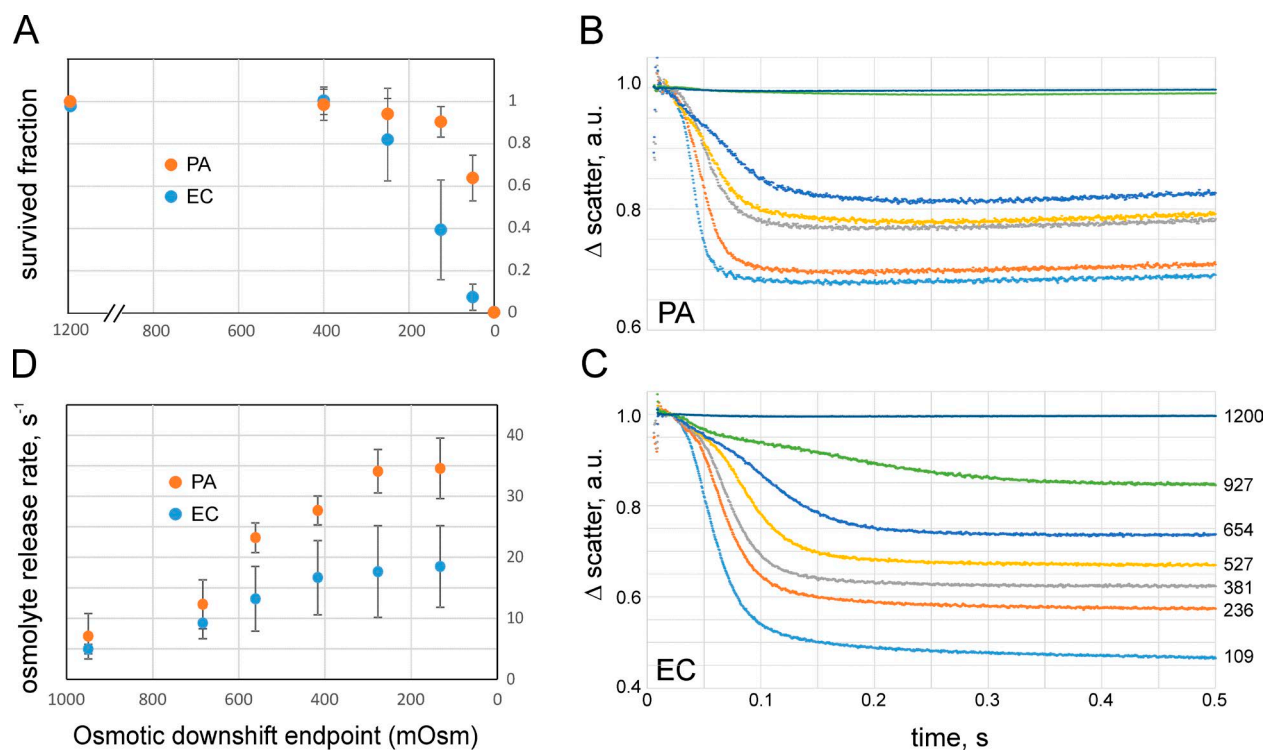 A
survived fraction
PA
EC
1
0.8
0.6
0.4
0.2
0
1200
800
600
400
200
0
B
Δ scatter, a.u.
1.0
0.8
0.6
PA
D
osmolyte release rate, s⁻¹
PA
EC
40
30
20
10
0
1000
800
600
400
200
0
Osmotic downshift endpoint (mOsm)
C
Δ scatter, a.u.
1.0
0.8
0.6
0.4
EC
1200
927
654
527
381
236
109
0
0.1
0.2
0.3
0.4
0.5
time, s